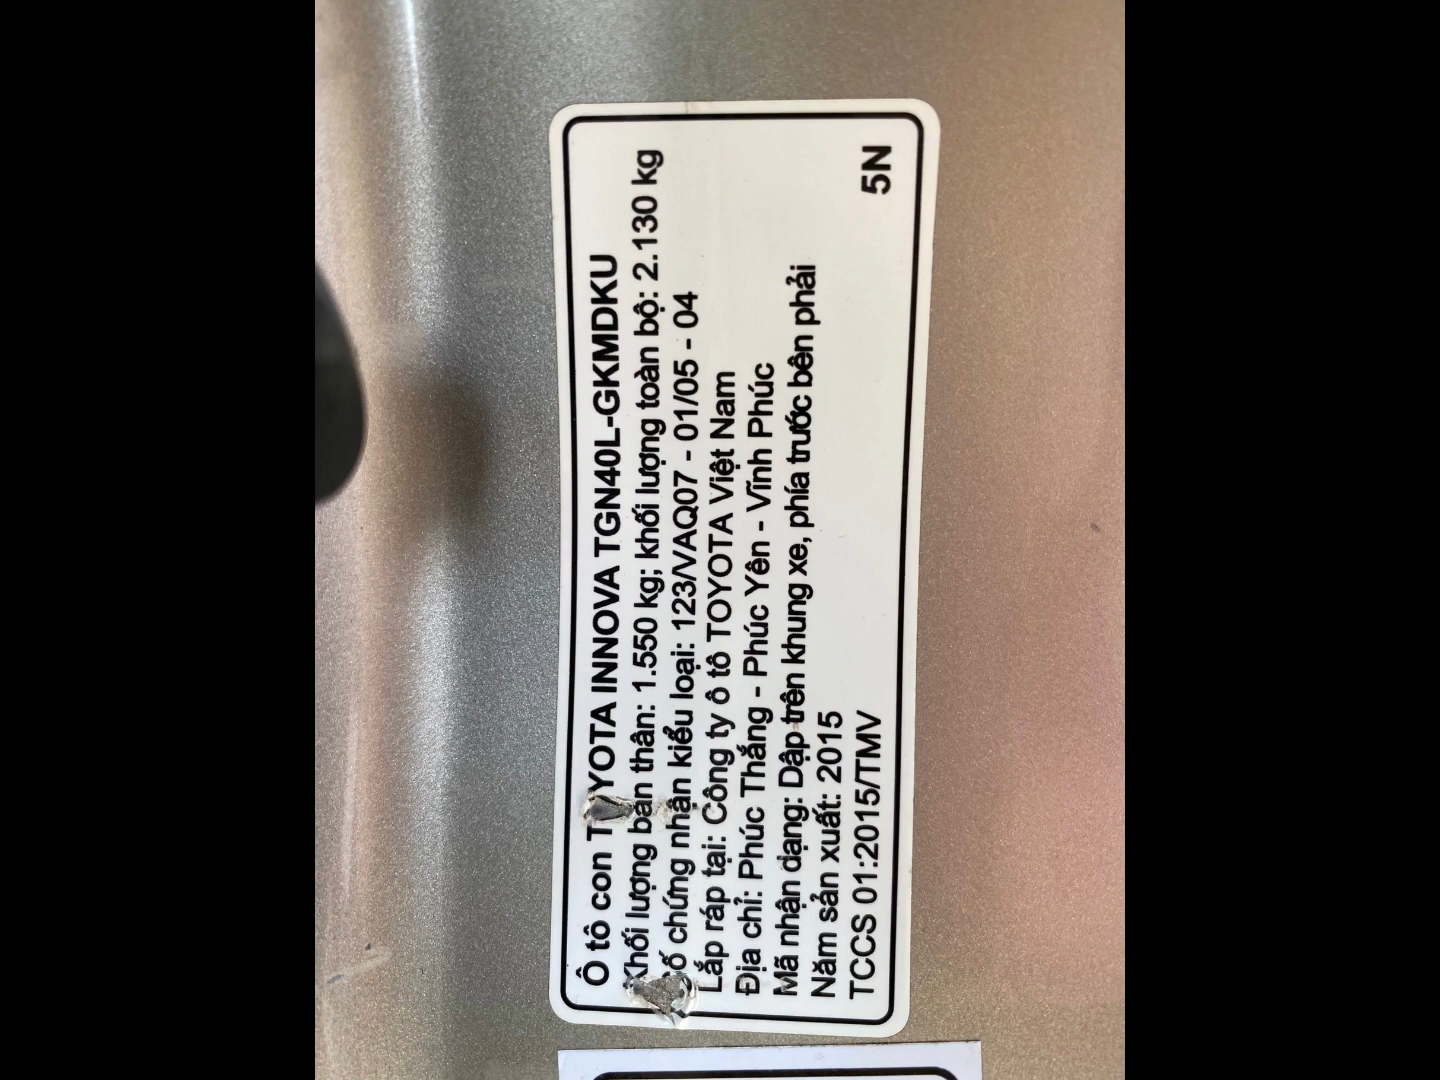 Ô tô con TOYOTA INNOVA TGN40L-GKMDKU
Khối lượng bản thân: 1.550 kg; khối lượng toàn bộ: 2.130 kg
Số chứng nhận kiểu loại: 123/VAQ07 - 01/05 - 04
Lắp ráp tại: Công ty ô tô TOYOTA Việt Nam
Địa chỉ: Phúc Thắng - Phúc Yên - Vĩnh Phúc
Mã nhận dạng: Dập trên khung xe, phía trước bên phải
Năm sản xuất: 2015
TCCS 01:2015/TMV
5N